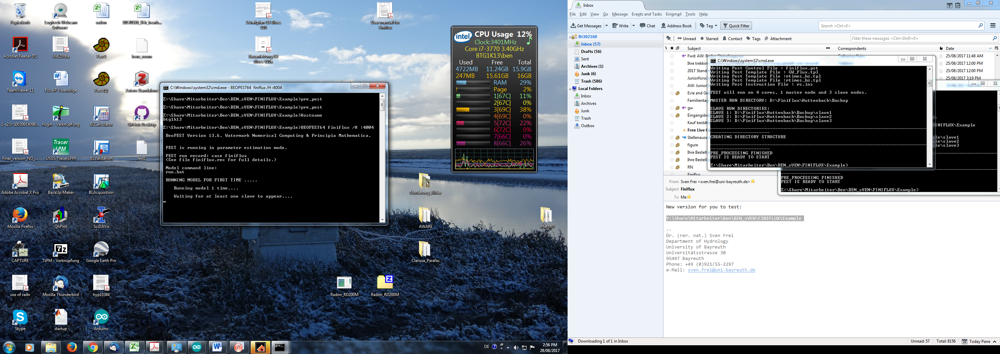 Papierkorb
Logitech Webcam Software
radon
20170528_SHr_bearb...
Schaltplan G3 Blues V10
User manual for Finiflux
Acrobat Reader DC
Wel2006a
Past3
bens_room
Bauanleitung G3 Blues V10a
TeamViewer 11
Für AP 3 benötige
Past (1)
Zotero Standalone
1-s2.0-S0039914098...
hugin - Verknüpfung
BLCalculator
GitHub Desktop
Final_version_NO_...
Tracer LPM
USGS TracerLPM
BLValidation
test1
Adobe Acrobat X Pro
BackUp Maker
BLAcquisition
Mozilla Firefox
QtiPlot
SciDAVis
CAPTURE
7z
7zFM - Verknüpfung
Pro
Google Earth Pro
use of radn
Mozilla Thunderbird
hyp10384
Skype
startup
Arduino
Norderoog_Bilder
AWARE
MatMPI
Clarissa_Parafac
Radon_RD200M
Radon_RD200M
intel
CPU Usage 12%
Clock:3401MHz
Core i7-3770 3.40GHz
BTG1K13\ben
Used Free Total
4722MB 11.24GB 15.9GB
247MB 15.61GB 16GB
RAM 29%
Page 2%
1[67C] 11%
2[67C] 0%
3[69C] 38%
4[69C] 0%
5[72C] 22%
6[72C] 0%
7[66C] 0%
8[66C] 26%
C:\Windows\system32\cmd.exe - BEOPEST64 finiflux /H :4004
Z:\Share\Mitarbeiter\Ben\BEN_sVEN\FINIFLUX\Example>pre_pest
Z:\Share\Mitarbeiter\Ben\BEN_sVEN\FINIFLUX\Example>pre_pest
Z:\Share\Mitarbeiter\Ben\BEN_sVEN\FINIFLUX\Example>Hostname
btg1k13
Z:\Share\Mitarbeiter\Ben\BEN_sVEN\FINIFLUX\Example>BEOPEST64 finiflux /H :4004
BeoPEST Version 13.6. Watermark Numerical Computing & Principia Mathematica.
PEST is running in parameter estimation mode.
PEST run record: case finiflux
(See file finiflux.rec for full details.)
Model command line:
run.bat
RUNNING MODEL FOR FIRST TIME .....
Running model 1 time....
Waiting for at least one slave to appear....
DE
2:56 PM
28/08/2017
Inbox
File Edit View Go Message Events and Tasks Enigmail Tools Help
Get Messages Write Chat Address Book Tag Quick Filter Search <Ctrl+K>
Bt302160
Inbox (57)
Drafts (56)
Sent
Archives (1)
Junk (6)
Trash (586)
Local Folders
Inbox
Archives
Junk
Trash
Outbox
Unread Starred Contact Tags Attachment Filter these messages <Ctrl+Shift+K>
Subject Correspondents Date
Fwd: AW:
25/08/2017 11:48 AM
Ihre trekkin
25/08/2017 12:00 PM
2017 Stand
25/08/2017 12:00 PM
Juniorforsc
25/08/2017 3:19 PM
AW: Junior
Evie and Ge
Familientag
gw
Eingangsbe
Kauf bestät
Free Live C
Stellenauss
figure
Ihre Bestell
Ihre Bestell
RN
Finiflux
C:\Windows\system32\cmd.exe
Writing Pest Control File : finiflux.pst
Writing Pest Template File : GW_Flux.tpl
Writing Pest Template File :rtimes_hz.tpl
Writing Pest Template File :rtimes_hz.tpl
Writing Pest Instruction File : rs.ins
PEST will run on 4 cores, 1 master node and 3 slave nodes.
MASTER RUN DIRECTORY: D:\Finiflux\Huttenbach\Backup
SLAVE RUN DIRECTORIES:
SLAVE 1: D:\Finiflux\Huttenbach\Backup\slave1
SLAVE 2: D:\Finiflux\Huttenbach\Backup\slave2
SLAVE 3: D:\Finiflux\Huttenbach\Backup\slave3
CREATING DIRECTORY STRUCTURE
PRE_PROCESSING FINISHED
PEST IS READY TO START
Z:\Share\Mitarbeiter\Ben\BEN_sVEN\FINIFLUX\Example>
INIFLUX\Example
le\slave1
le\slave2
le\slave3
PRE_PROCESSING FINISHED
PEST IS READY TO START
Z:\Share\Mitarbeiter\Ben\BEN_sVEN\FINIFLUX\Example>
From Sven Frei <sven.frei@uni-bayreuth.de>
Subject Finiflux
To Me
New version for you to test:
Y:\Share\Mitarbeiter\Ben\BEN_sVEN\FINIFLUX\Example
--
Dr. (rer. nat.) Sven Frei
Department of Hydrology
University of Bayreuth
Universitätsstrasse 30
95447 Bayreuth
Phone: +49 (0)921/55-2297
e-Mail: sven.frei@uni-bayreuth.de
Downloading 1 of 1 in Inbox
Unread: 57 Total: 8156 28 Today Pane